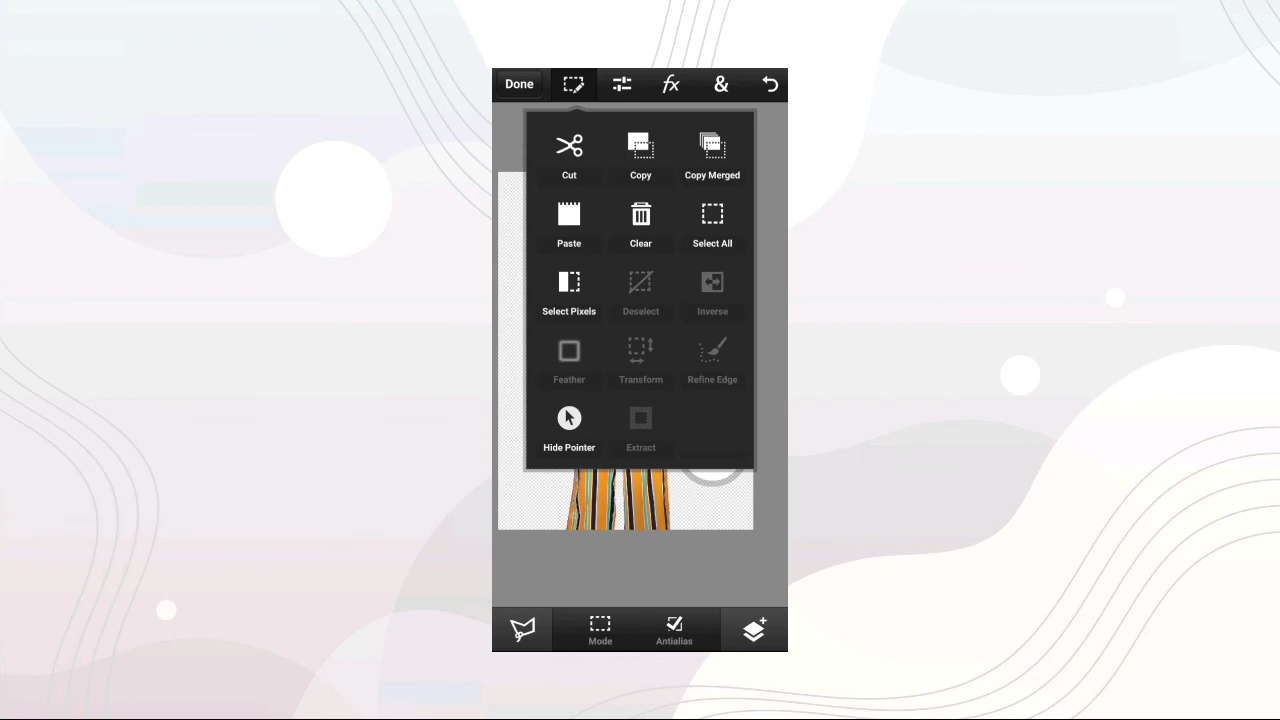 Done fx &
Cut Copy Copy Merged
Paste Clear Select All
Select Pixels Deselect Inverse
Feather Transform Refine Edge
Hide Pointer Extract
Mode Antialias